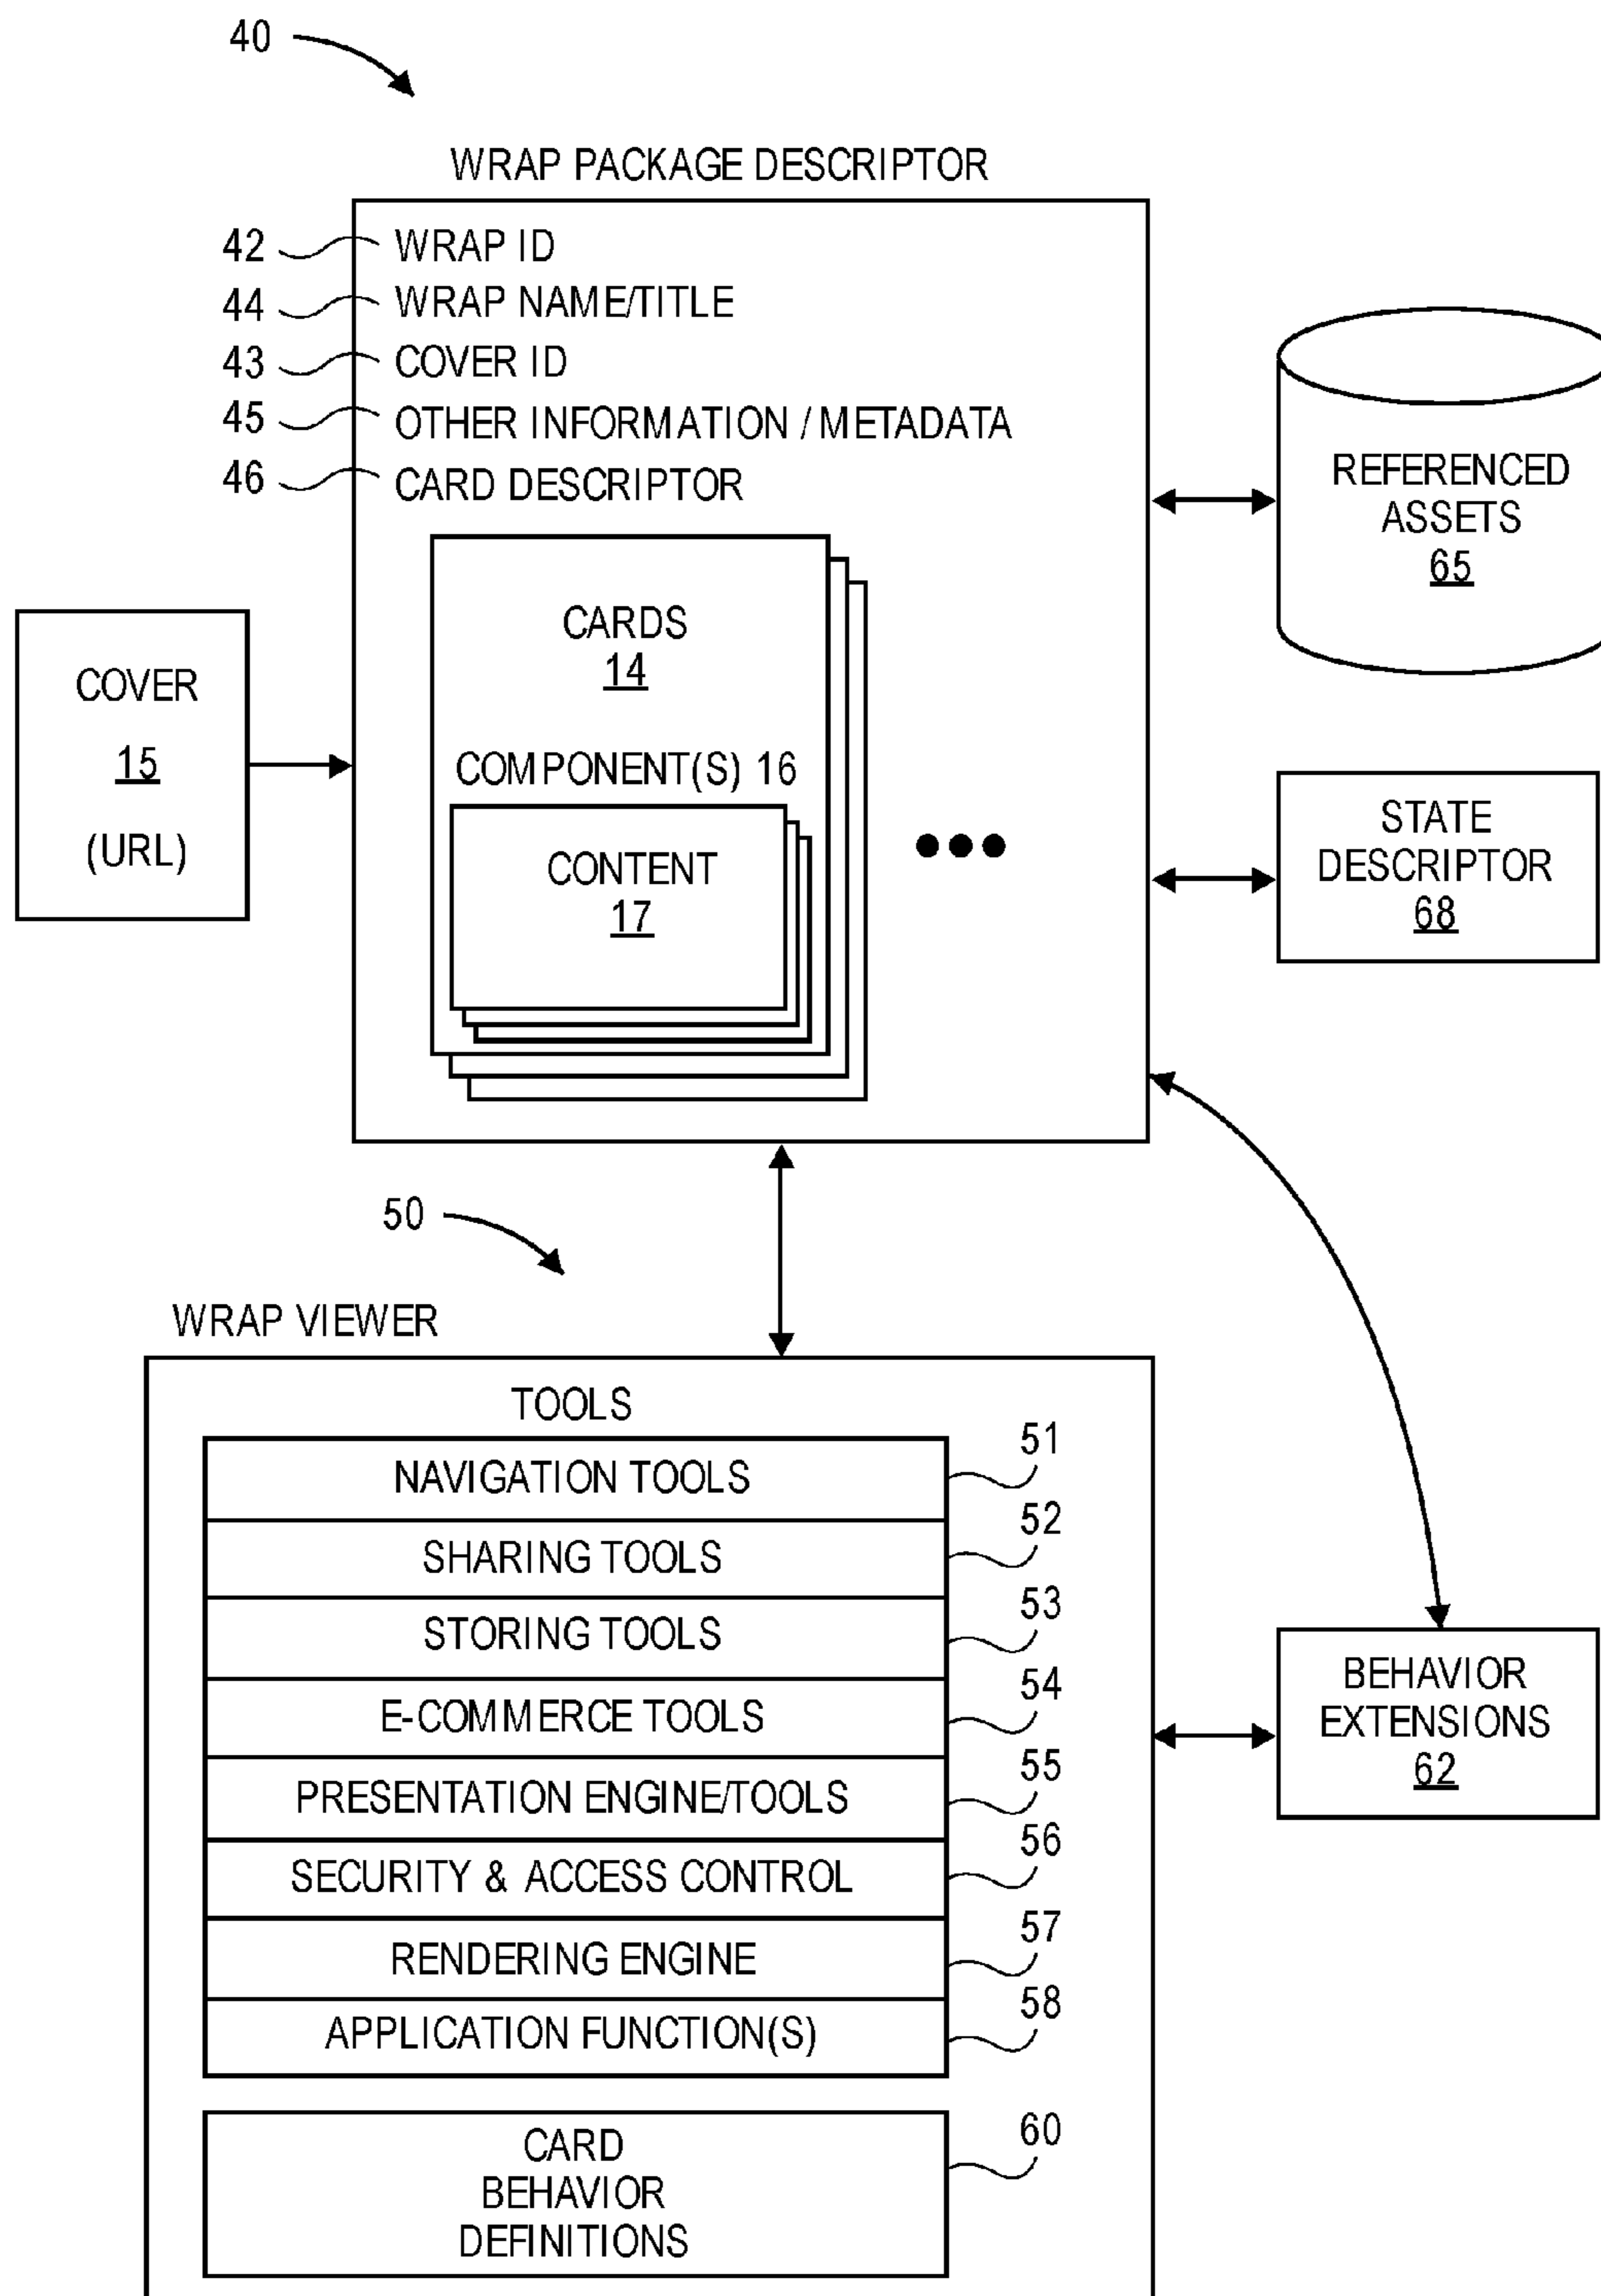 40
WRAP PACKAGE DESCRIPTOR
42 WRAP ID
44 WRAP NAME/TITLE
43 COVER ID
45 OTHER INFORMATION / METADATA
46 CARD DESCRIPTOR
CARDS
14
COMPONENT(S) 16
CONTENT
17
COVER
15
(URL)
REFERENCED
ASSETS
65
STATE
DESCRIPTOR
68
50
WRAP VIEWER
TOOLS
NAVIGATION TOOLS 51
SHARING TOOLS 52
STORING TOOLS 53
E-COMMERCE TOOLS 54
PRESENTATION ENGINE/TOOLS 55
SECURITY & ACCESS CONTROL 56
RENDERING ENGINE 57
APPLICATION FUNCTION(S) 58
CARD 60
BEHAVIOR
DEFINITIONS
BEHAVIOR
EXTENSIONS
62